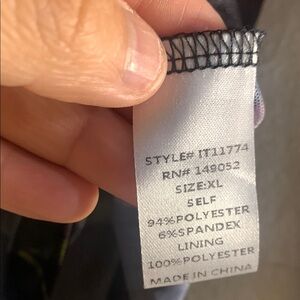 STYLE# IT11774
RN# 149052
SIZE:XL
SELF
94%POLYESTER
6%SPANDEX
LINING
100%POLYESTER
MADE IN CHINA